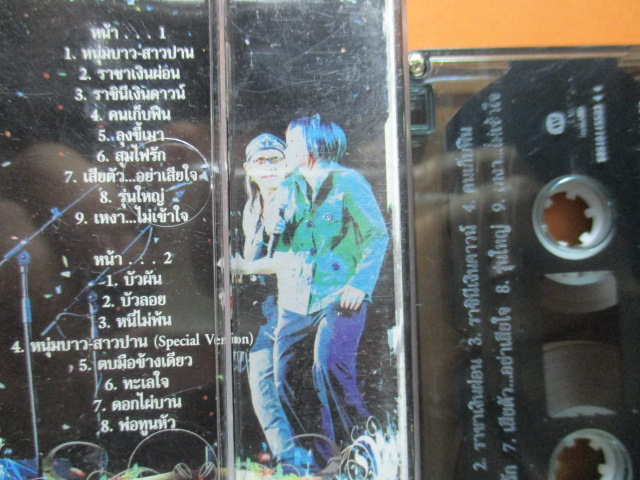 หน้า . . . 1
1. หนุ่มบาว-สาวปาน
2. ราชาเงินผ่อน
3. ราชินีเงินดาวน์
4. คนเก็บฟืน
5. ลุงขี้เมา
6. สุมไฟรัก
7. เสียตัว...อย่าเสียใจ
8. รุ่นใหญ่
9. เหงา...ไม่เข้าใจ
หน้า . . . 2
1. บัวผัน
2. บัวลอย
3. หนีไม่พ้น
4. หนุ่มบาว-สาวปาน (Special Version)
5. ตบมือข้างเดียว
6. ทะเลใจ
7. ดอกไผ่บาน
8. พ่อทูนหัว
2. ราชาเงินผ่อน 3. ราชินีเงินดาวน์ 4. คนเก็บฟืน
7. เสียตัว...อย่าเสียใจ 8. รุ่นใหญ่ 9. เหงา...ไม่เข้าใจ